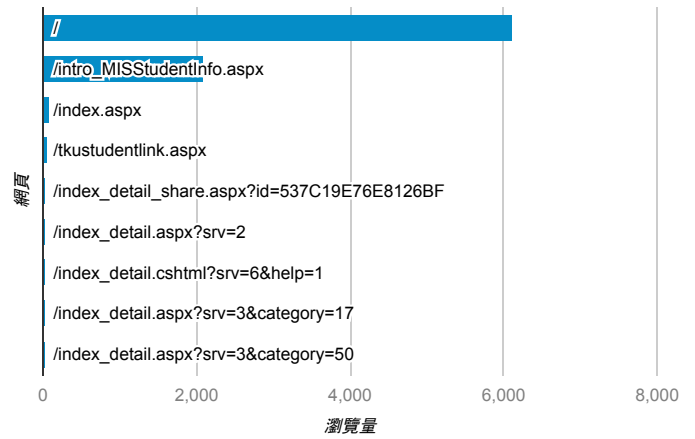 /
/intro_MISStudentInfo.aspx
/index.aspx
/tkustudentlink.aspx
/index_detail_share.aspx?id=537C19E76E8126BF
/index_detail.aspx?srv=2
/index_detail.cshtml?srv=6&help=1
/index_detail.aspx?srv=3&category=17
/index_detail.aspx?srv=3&category=50
網頁
0 2,000 4,000 6,000 8,000
瀏覽量